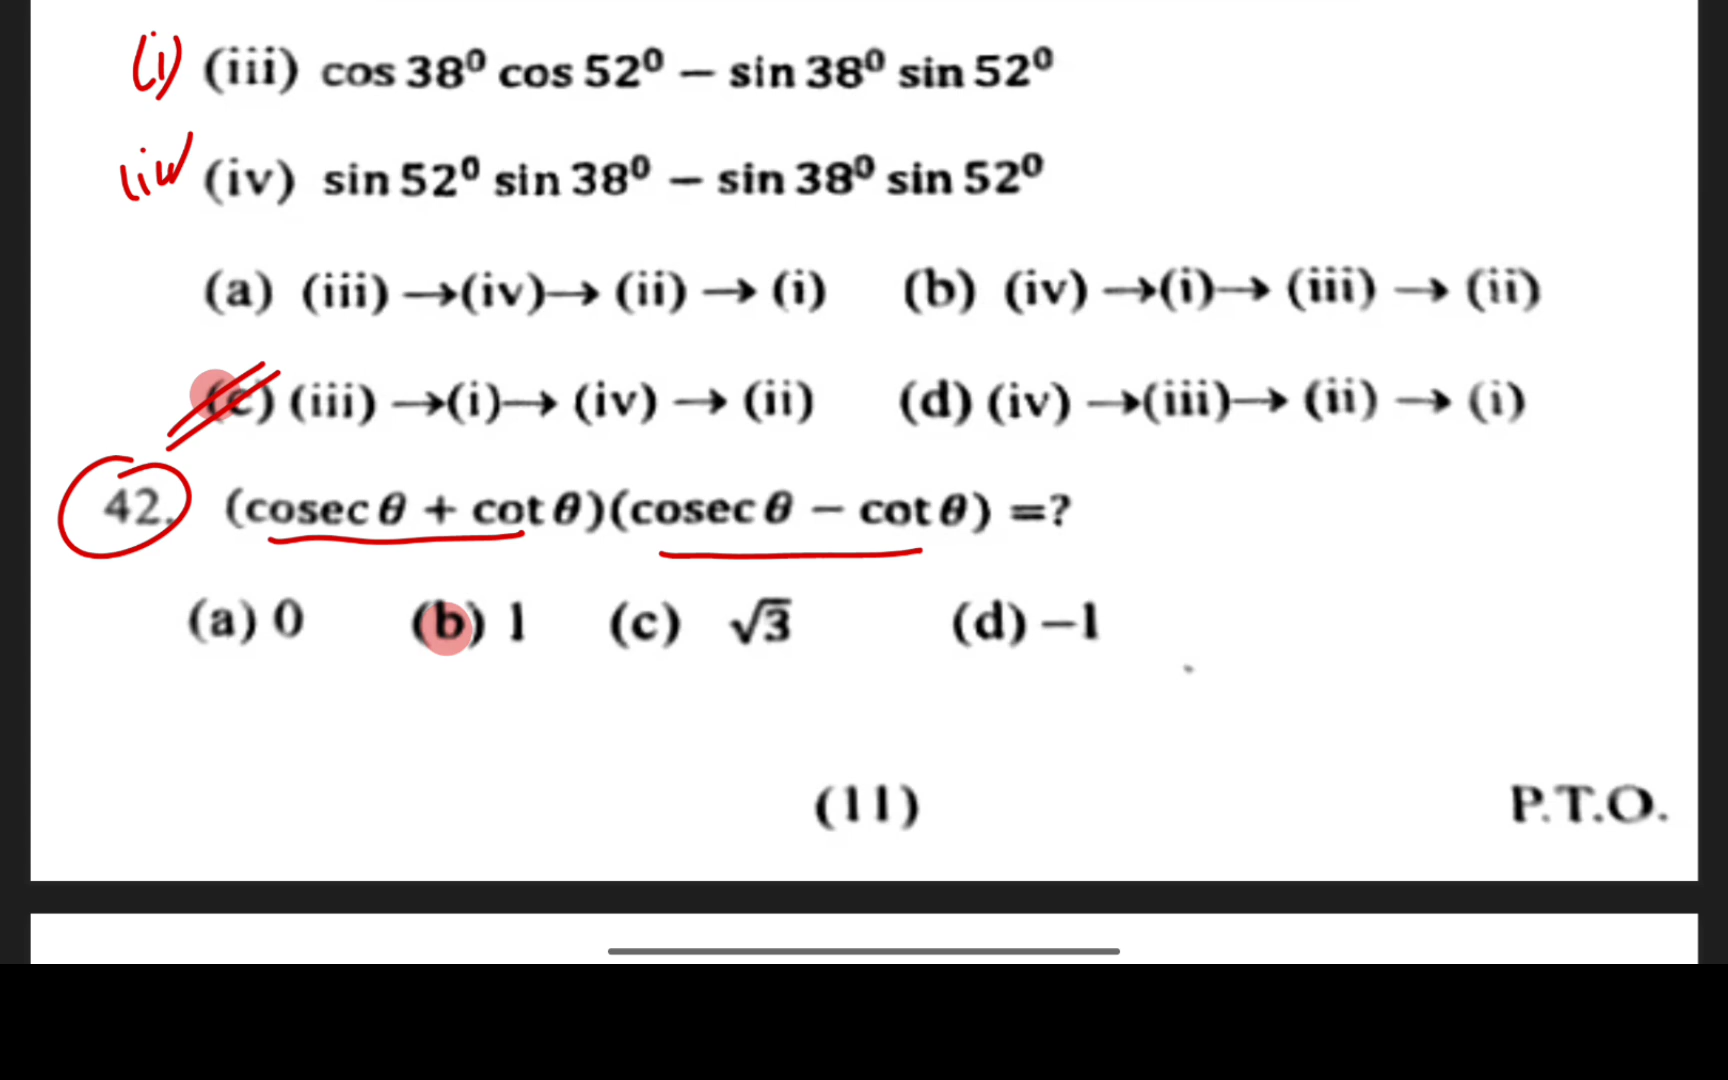 (i) (iii) cos 38⁰ cos 52⁰ − sin 38⁰ sin 52⁰
(iv) sin 52⁰ sin 38⁰ − sin 38⁰ sin 52⁰
(a) (iii) →(iv)→ (ii) → (i) (b) (iv) →(i)→ (iii) → (ii)
(c) (iii) →(i)→ (iv) → (ii) (d) (iv) →(iii)→ (ii) → (i)
42. (cosec θ + cot θ)(cosec θ − cot θ) =?
(a) 0 (b) 1 (c) √3 (d) −1
(11) P.T.O.